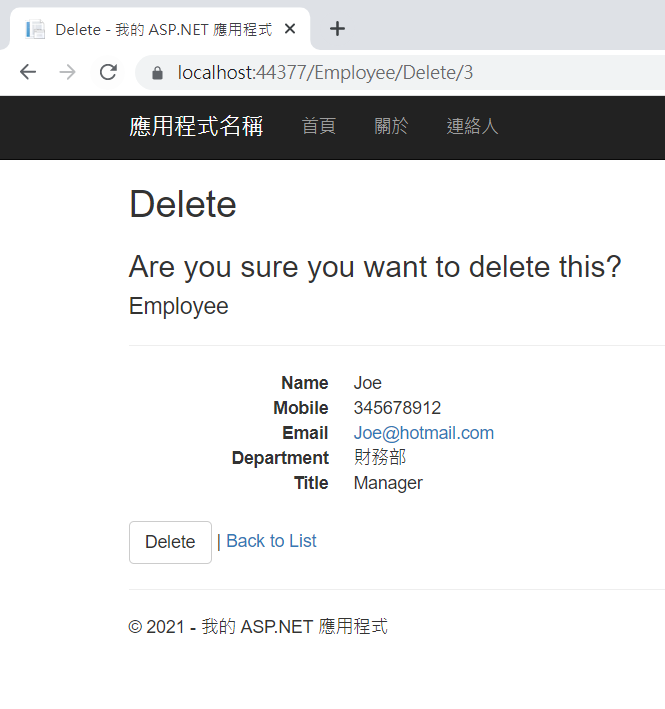 Delete - 我的 ASP.NET 應用程式
localhost:44377/Employee/Delete/3
應用程式名稱 首頁 關於 連絡人
Delete
Are you sure you want to delete this?
Employee
Name Joe
Mobile 345678912
Email Joe@hotmail.com
Department 財務部
Title Manager
Delete | Back to List
© 2021 - 我的 ASP.NET 應用程式